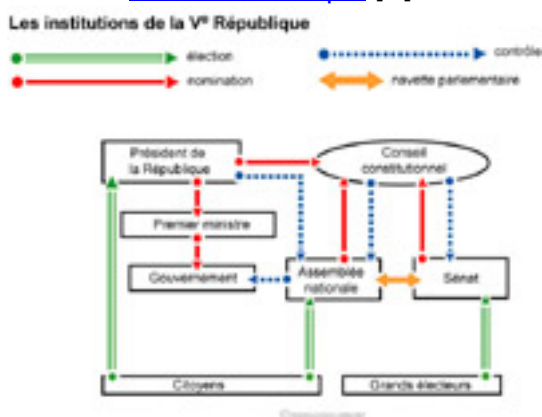 Les institutions de la Vᵉ République
élection
contrôle
nomination
navette parlementaire
Président de
la République
Conseil
constitutionnel
Premier ministre
Gouvernement
Assemblée
nationale
Sénat
Citoyens
Grands électeurs